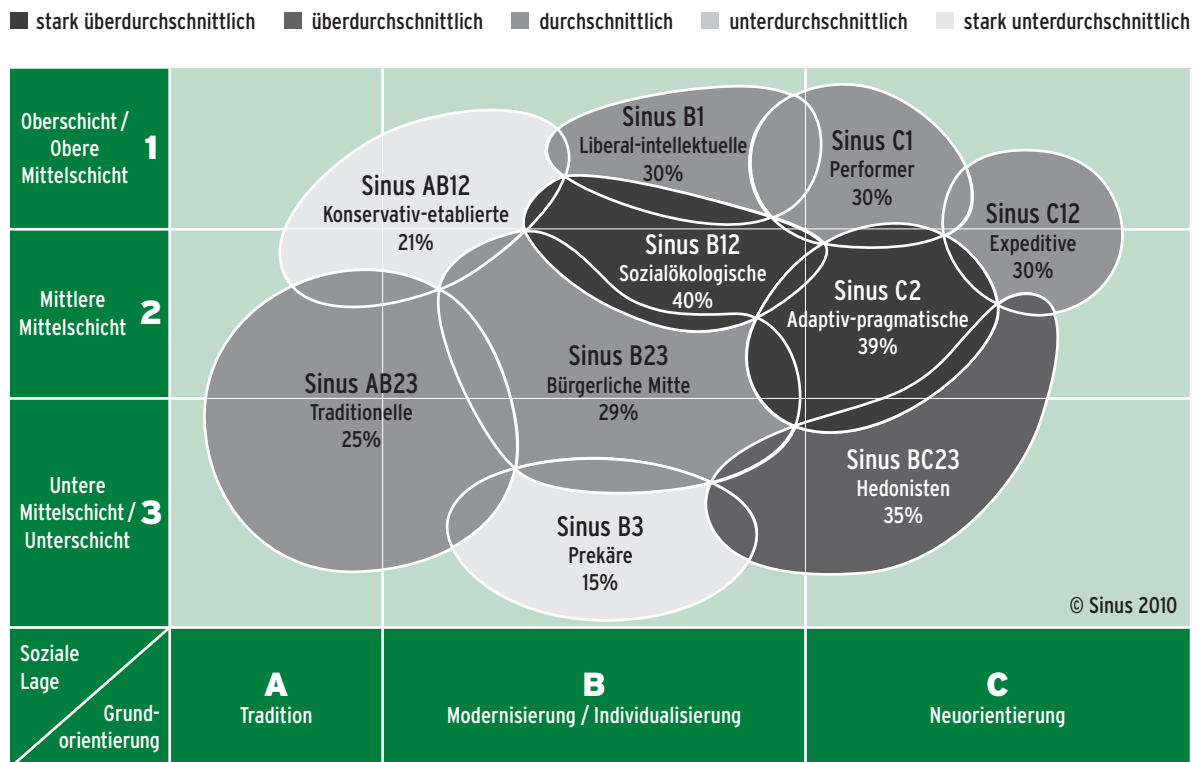 stark überdurchschnittlich
überdurchschnittlich
durchschnittlich
unterdurchschnittlich
stark unterdurchschnittlich
Oberschicht /
Obere
Mittelschicht
1
Mittlere
Mittelschicht
2
Untere
Mittelschicht /
Unterschicht
3
Sinus AB12
Konservativ-etablierte
21%
Sinus B1
Liberal-intellektuelle
30%
Sinus C1
Performer
30%
Sinus C12
Expeditive
30%
Sinus B12
Sozialökologische
40%
Sinus C2
Adaptiv-pragmatische
39%
Sinus AB23
Traditionelle
25%
Sinus B23
Bürgerliche Mitte
29%
Sinus BC23
Hedonisten
35%
Sinus B3
Prekäre
15%
© Sinus 2010
Soziale
Lage
Grund-
orientierung
A
Tradition
B
Modernisierung / Individualisierung
C
Neuorientierung